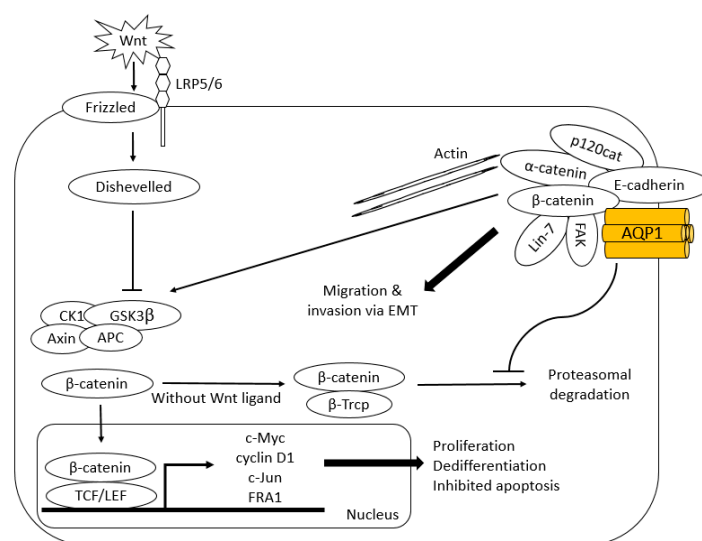 Wnt
LRP5/6
Frizzled
Dishevelled
Actin
p120cat
α-catenin
E-cadherin
β-catenin
AQP1
Lin-7
FAK
Migration &
invasion via EMT
CK1
GSK3β
Axin
APC
β-catenin
Without Wnt ligand
β-catenin
β-Trcp
Proteasomal
degradation
β-catenin
TCF/LEF
c-Myc
cyclin D1
c-Jun
FRA1
Nucleus
Proliferation
Dedifferentiation
Inhibited apoptosis